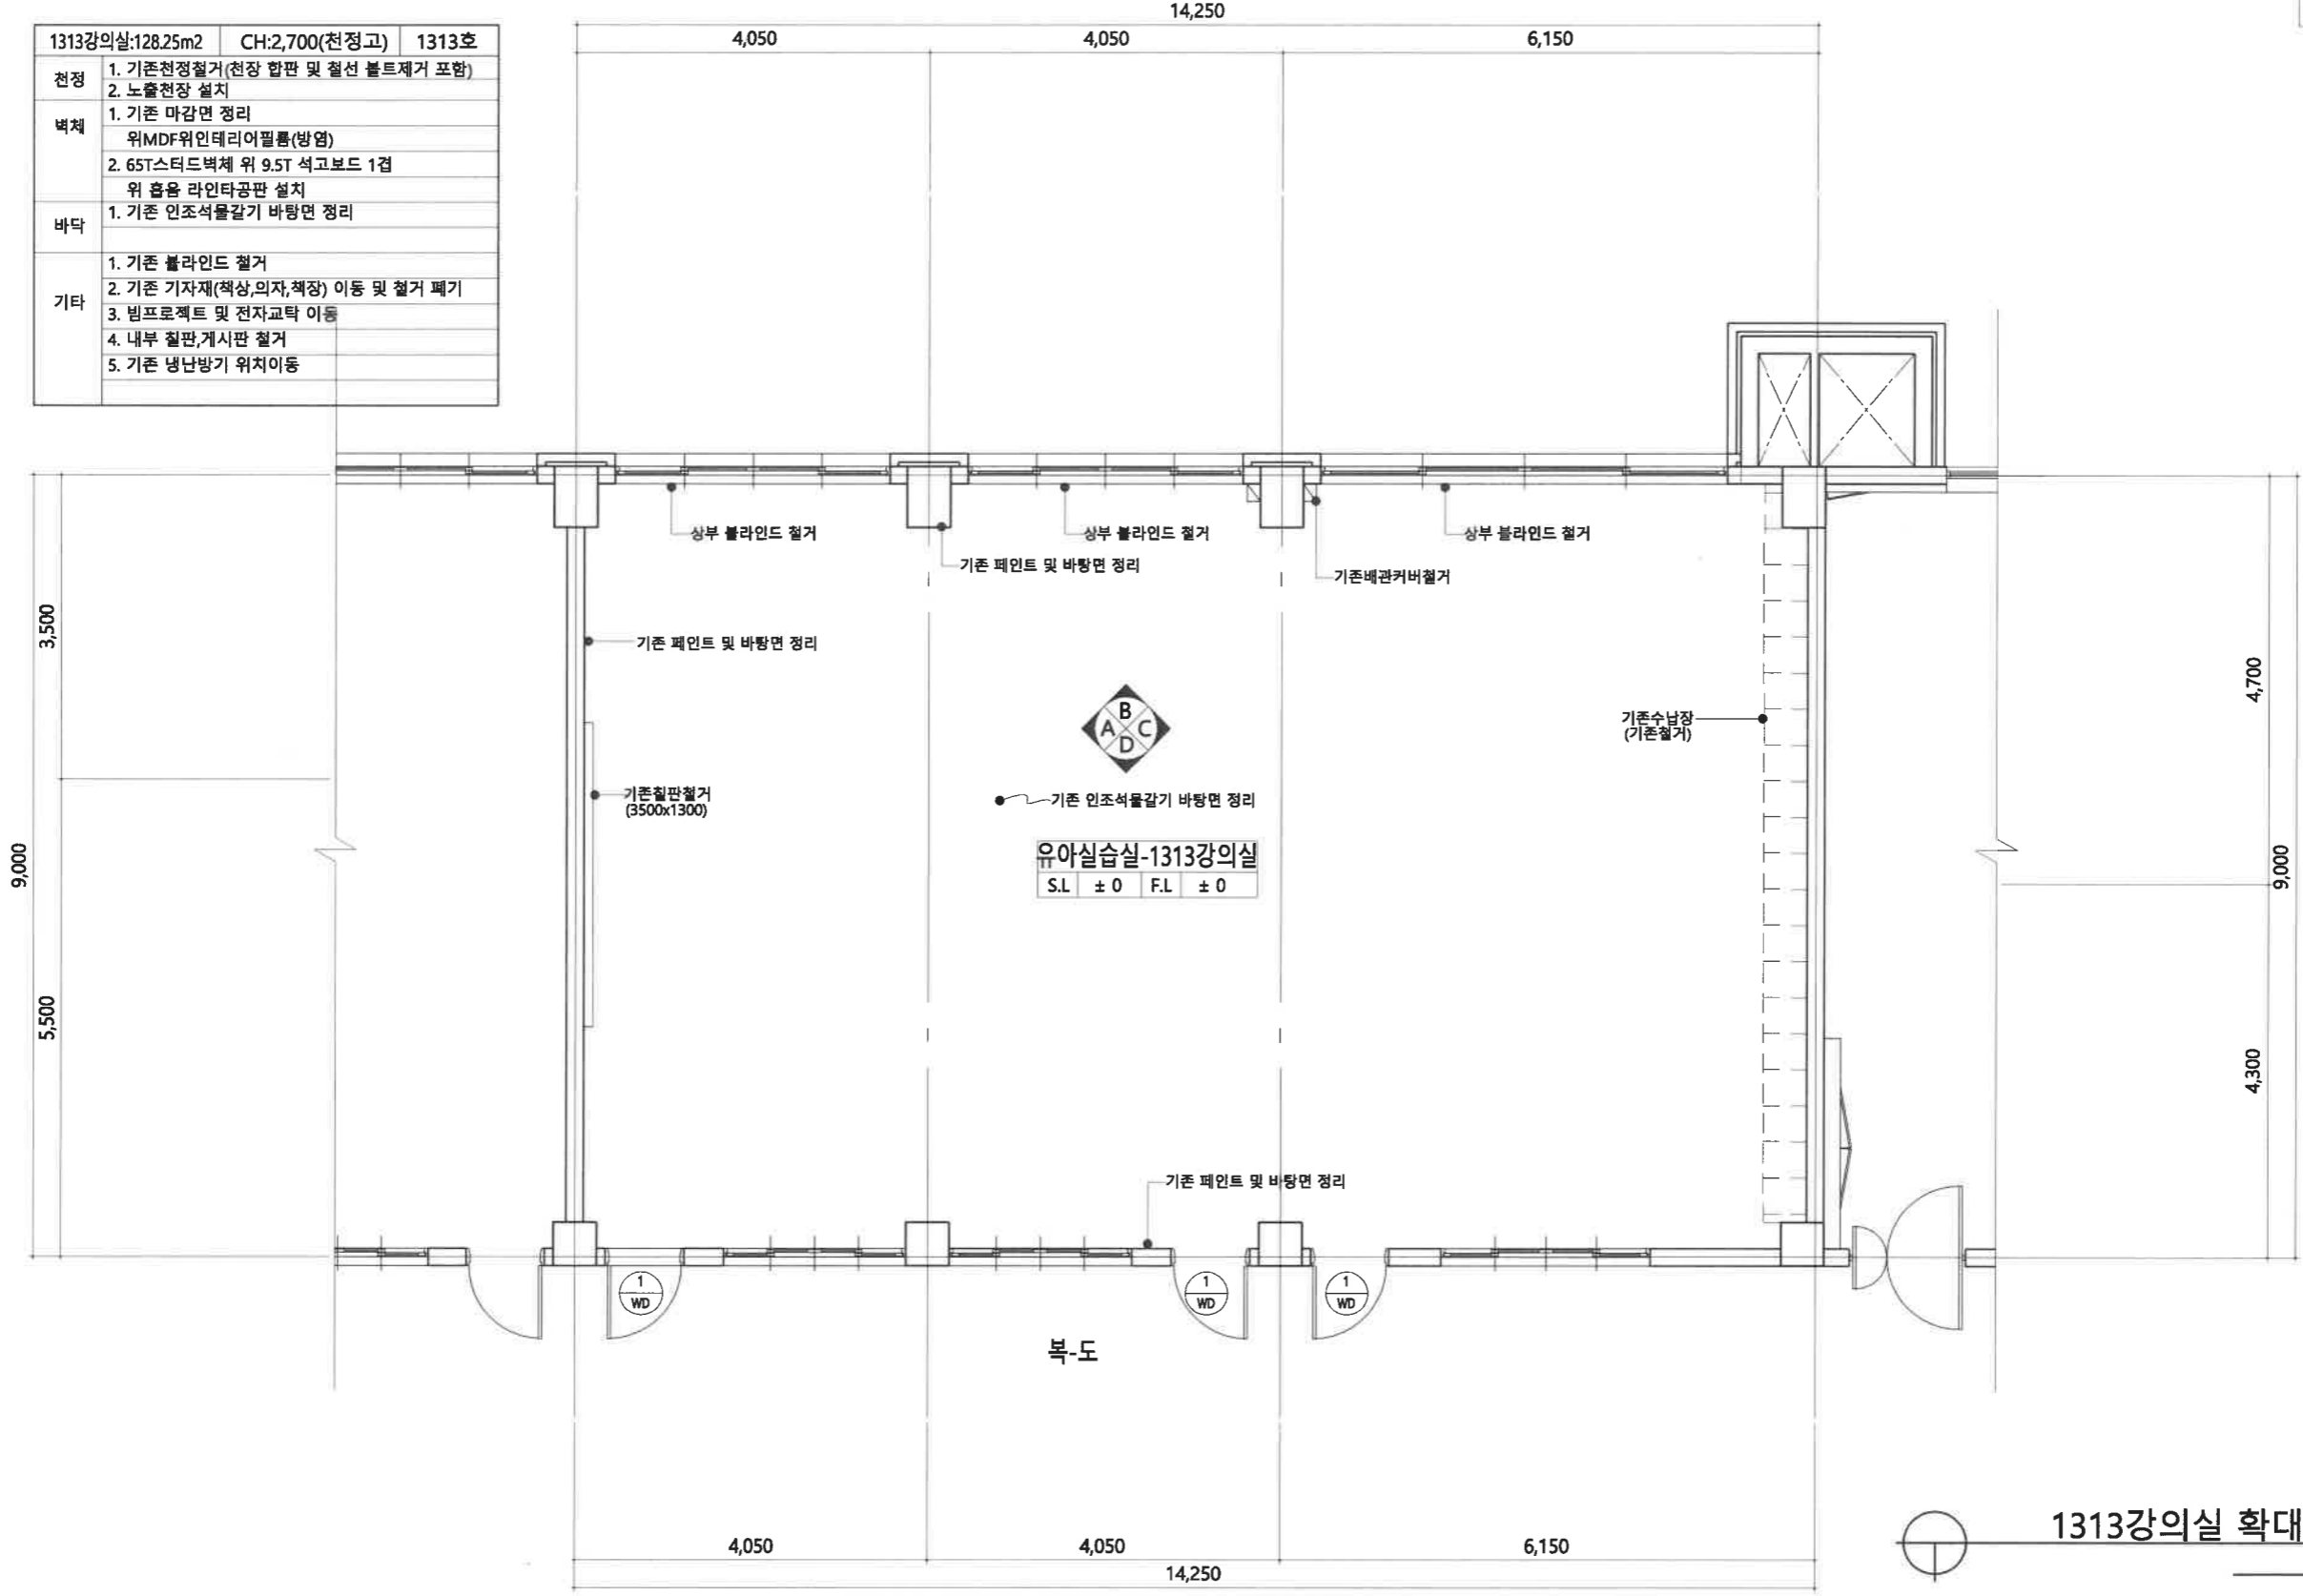 14,250
4,050 4,050 6,150
1313강의실:128.25m2 CH:2,700(천정고) 1313호
천정 1. 기존천정철거(천장 합판 및 철선 볼트제거 포함)
2. 노출천장 설치
벽체 1. 기존 마감면 정리
위MDF위인테리어필름(방염)
2. 65T스터드벽체 위 9.5T 석고보드 1겹
위 흡음 라인타공판 설치
바닥 1. 기존 인조석물갈기 바탕면 정리
기타 1. 기존 블라인드 철거
2. 기존 기자재(책상,의자,책장) 이동 및 철거 폐기
3. 빔프로젝트 및 전자교탁 이동
4. 내부 칠판,게시판 철거
5. 기존 냉난방기 위치이동
상부 블라인드 철거
상부 블라인드 철거
상부 블라인드 철거
기존 페인트 및 바탕면 정리
기존배관커버철거
3,500
기존 페인트 및 바탕면 정리
4,700
B
A C
D
기존수납장
(기존철거)
기존칠판철거
(3500x1300)
기존 인조석물갈기 바탕면 정리
유아실습실-1313강의실
S.L ± 0 F.L ± 0
9,000
9,000
5,500
4,300
기존 페인트 및 바탕면 정리
1
WD
1
WD
1
WD
복-도
1313강의실 확대
4,050 4,050 6,150
14,250